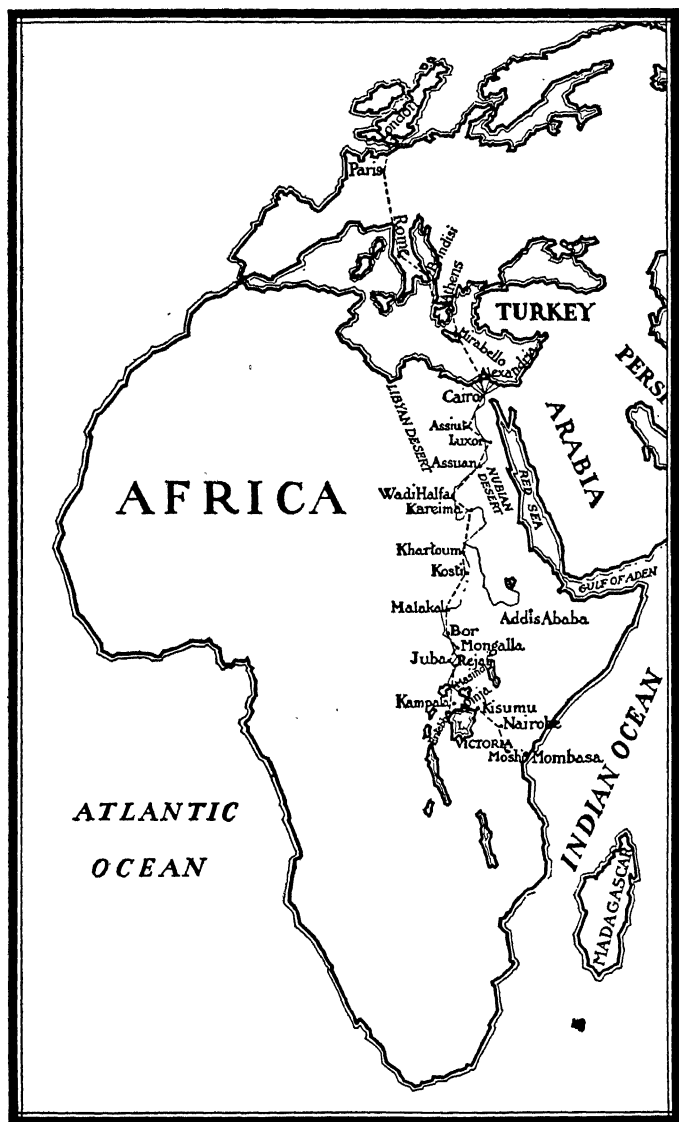 London
Paris
Rome
Brindisi
Athens
TURKEY
Mirabello
PERSI
Alexandria
Cairo
LIBYAN DESERT
ARABIA
Assiut
Luxor
Assuan
NUBIAN
DESERT
RED SEA
AFRICA
Wadi Halfa
Kareima
Khartoum
Kosti
GULF OF ADEN
Malakal
Addis Ababa
Bor
Mongalla
Juba
Rejaf
Masindi
Kampala
Jinja
Kisumu
Nairobi
L.
VICTORIA
Moshi
Mombasa
INDIAN OCEAN
ATLANTIC
OCEAN
MADAGASCAR